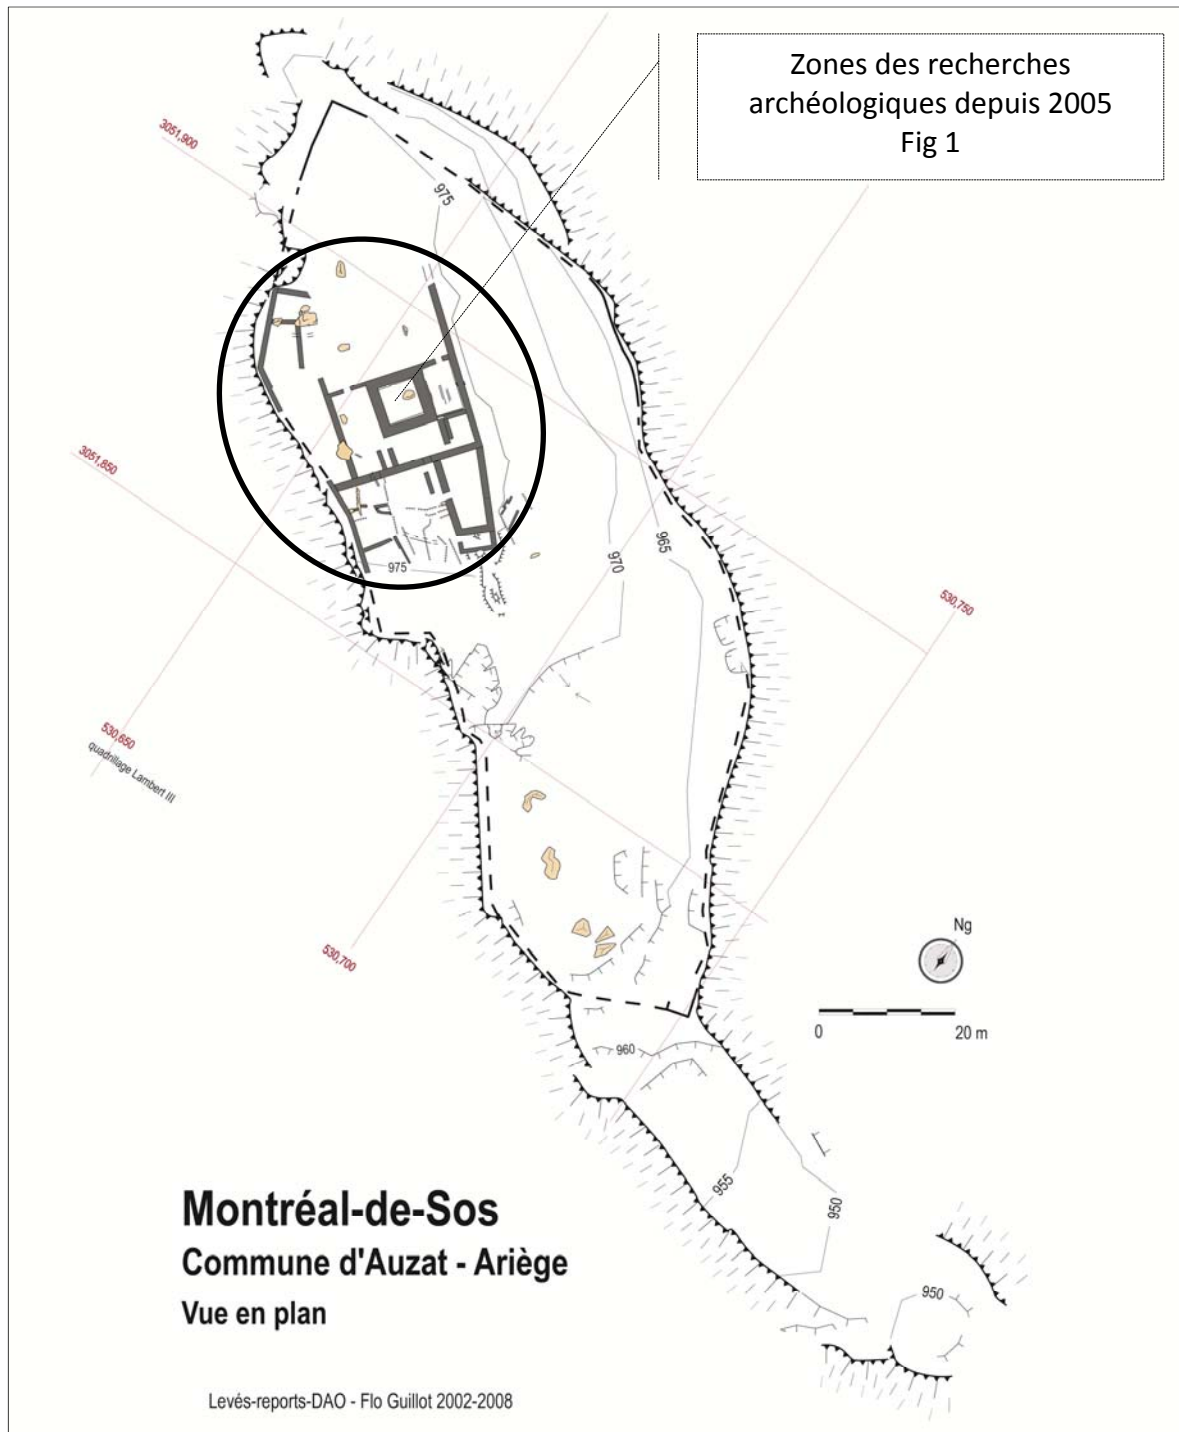 Zones des recherches
archéologiques depuis 2005
Fig 1
3051,900
975
3051,850
975
970
965
530,750
530,650
quadrillage Lambert III
530,700
Ng
0
20 m
960
955
950
950
Montréal-de-Sos
Commune d'Auzat - Ariège
Vue en plan
Levés-reports-DAO - Flo Guillot 2002-2008